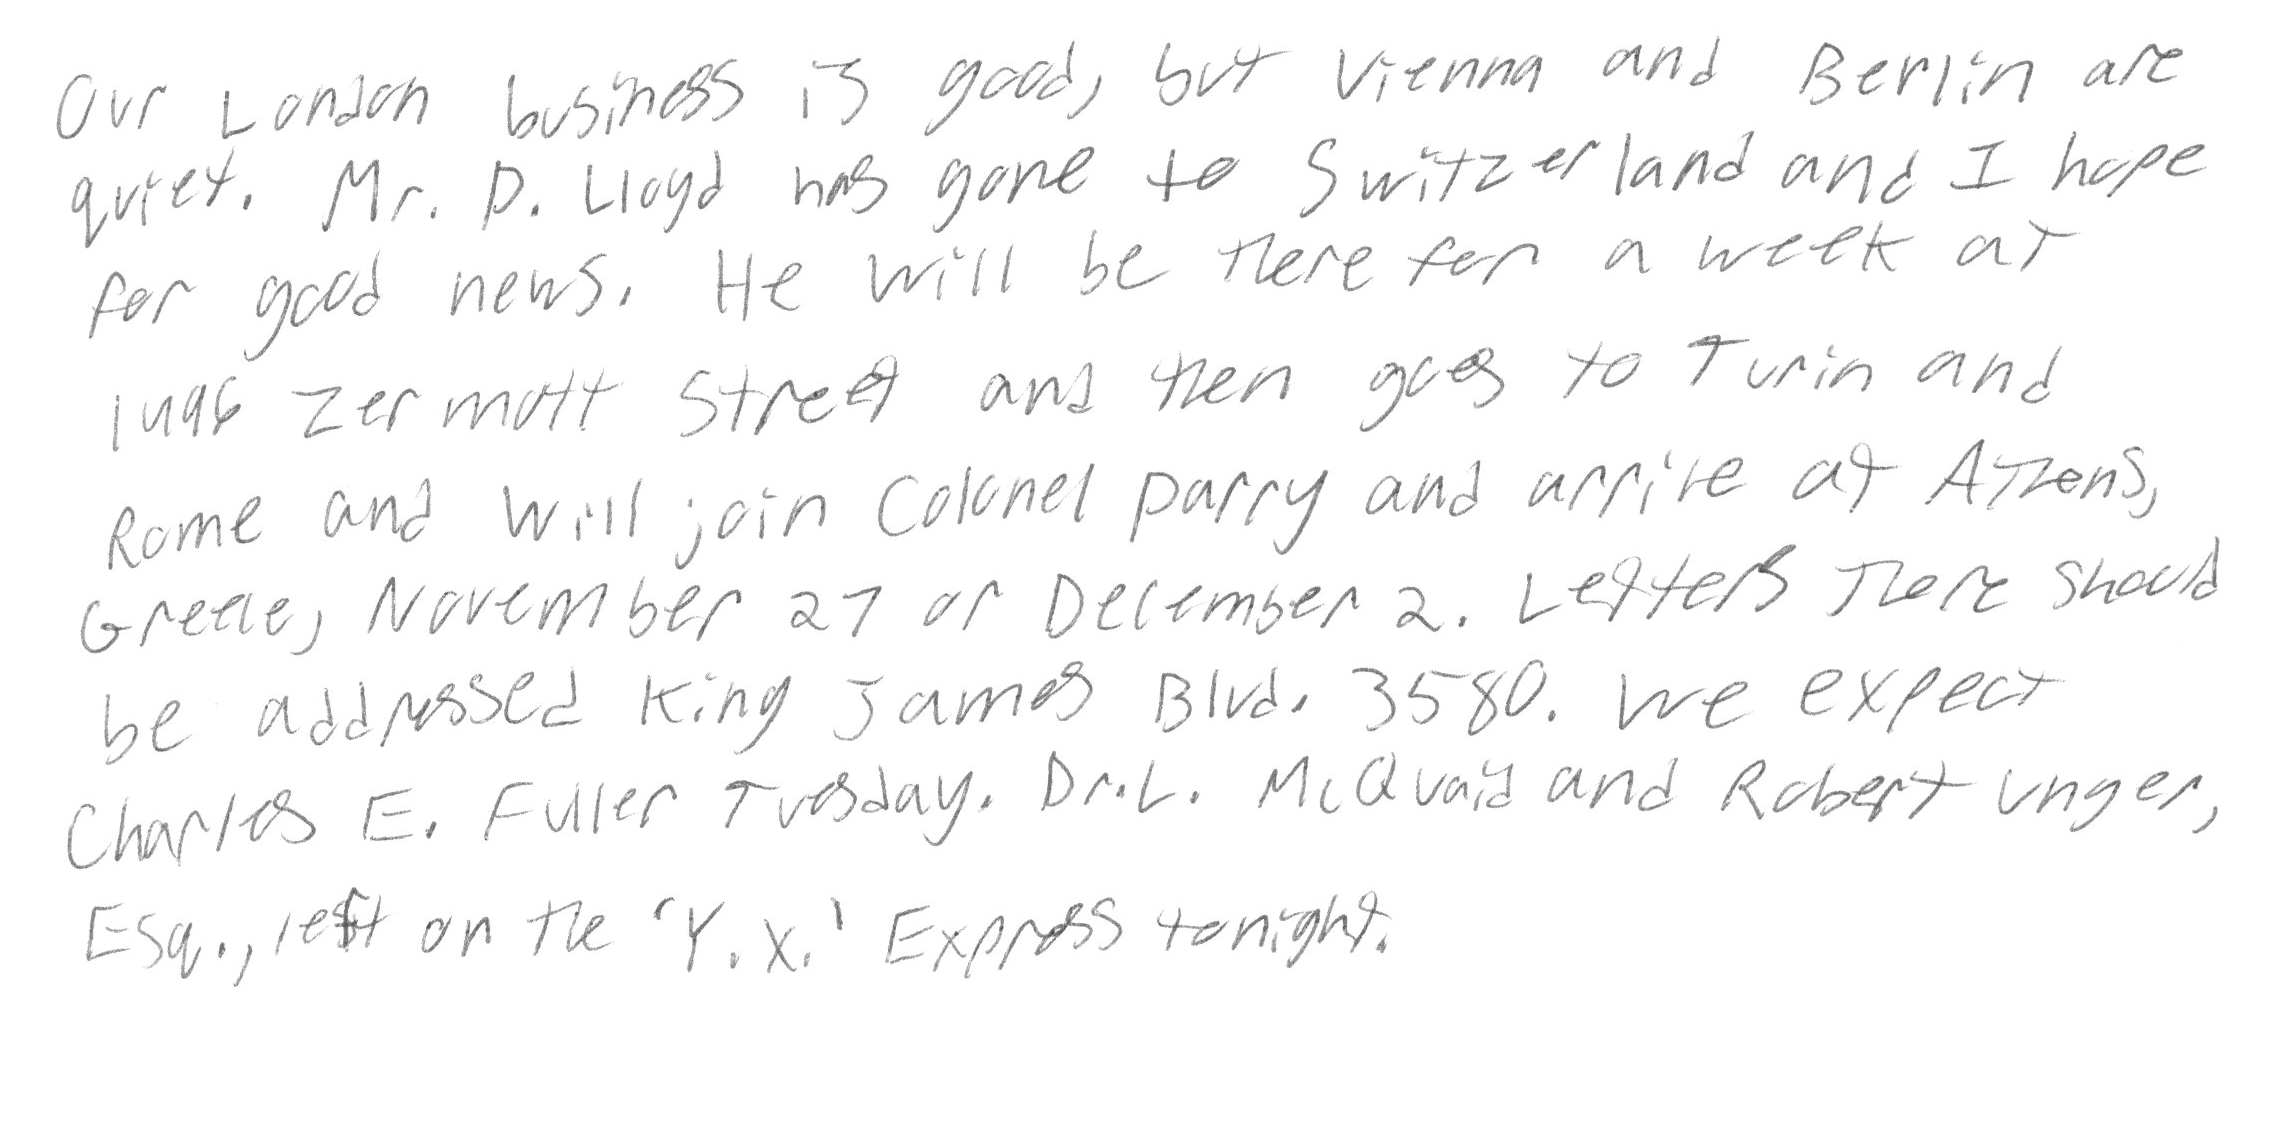 Our London business is good, but Vienna and Berlin are
quiet. Mr. D. Lloyd has gone to Switzerland and I hope
for good news. He will be there for a week at
1496 Zermott Street and then goes to Turin and
Rome and will join Colonel Parry and arrive at Athens,
Greece, November 27 or December 2. Letters there should
be addressed King James Blvd. 3580. We expect
Charles E. Fuller Tuesday. Dr. L. McQuaid and Robert Unger,
Esq., left on the 'Y.X.' Express tonight.